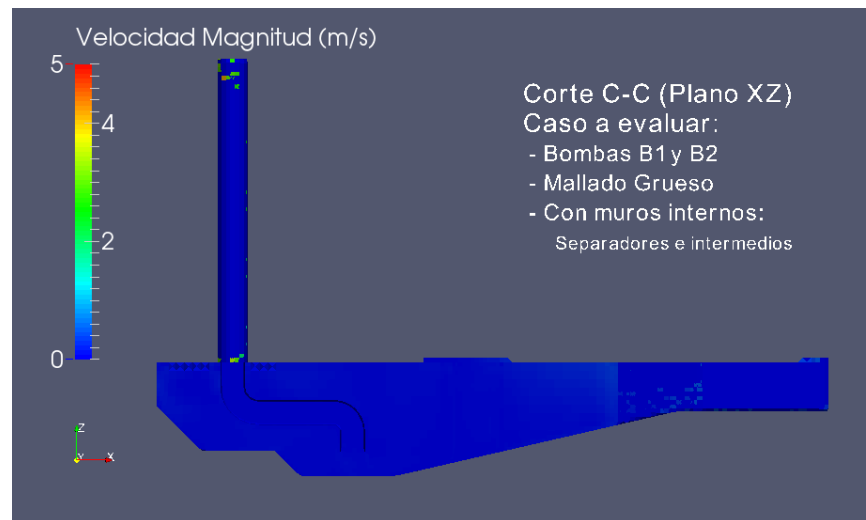 Velocidad Magnitud (m/s)
5
4
2
0
Corte C-C (Plano XZ)
Caso a evaluar:
- Bombas B1 y B2
- Mallado Grueso
- Con muros internos:
Separadores e intermedios
Z
Y X